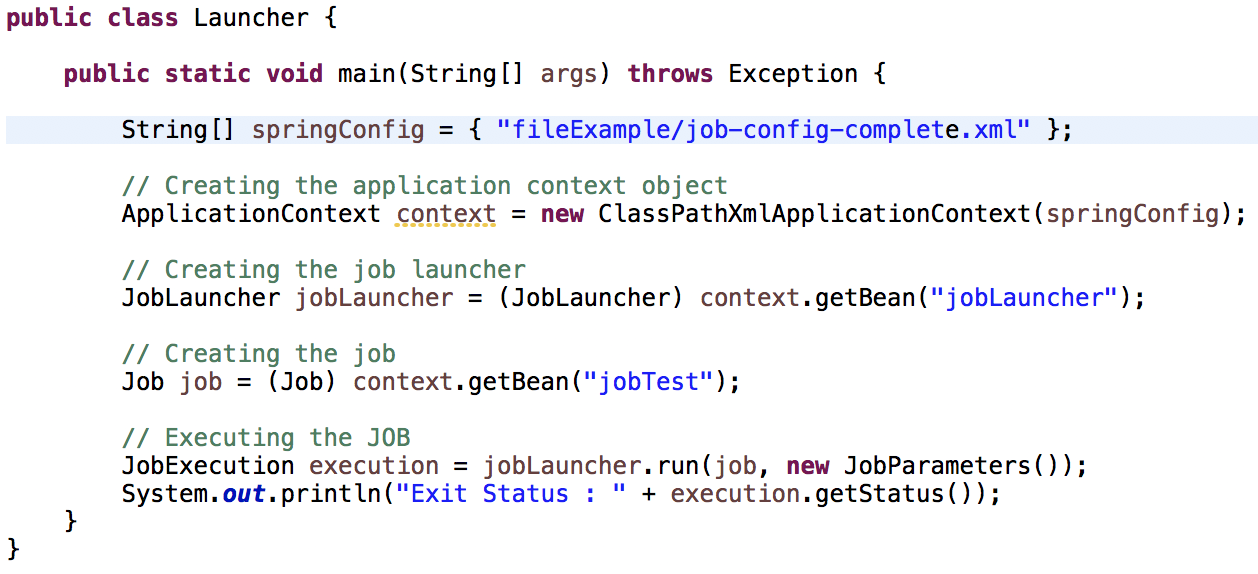 public class Launcher {
public static void main(String[] args) throws Exception {
String[] springConfig = { "fileExample/job-config-complete.xml" };
// Creating the application context object
ApplicationContext context = new ClassPathXmlApplicationContext(springConfig);
// Creating the job launcher
JobLauncher jobLauncher = (JobLauncher) context.getBean("jobLauncher");
// Creating the job
Job job = (Job) context.getBean("jobTest");
// Executing the JOB
JobExecution execution = jobLauncher.run(job, new JobParameters());
System.out.println("Exit Status : " + execution.getStatus());
}
}